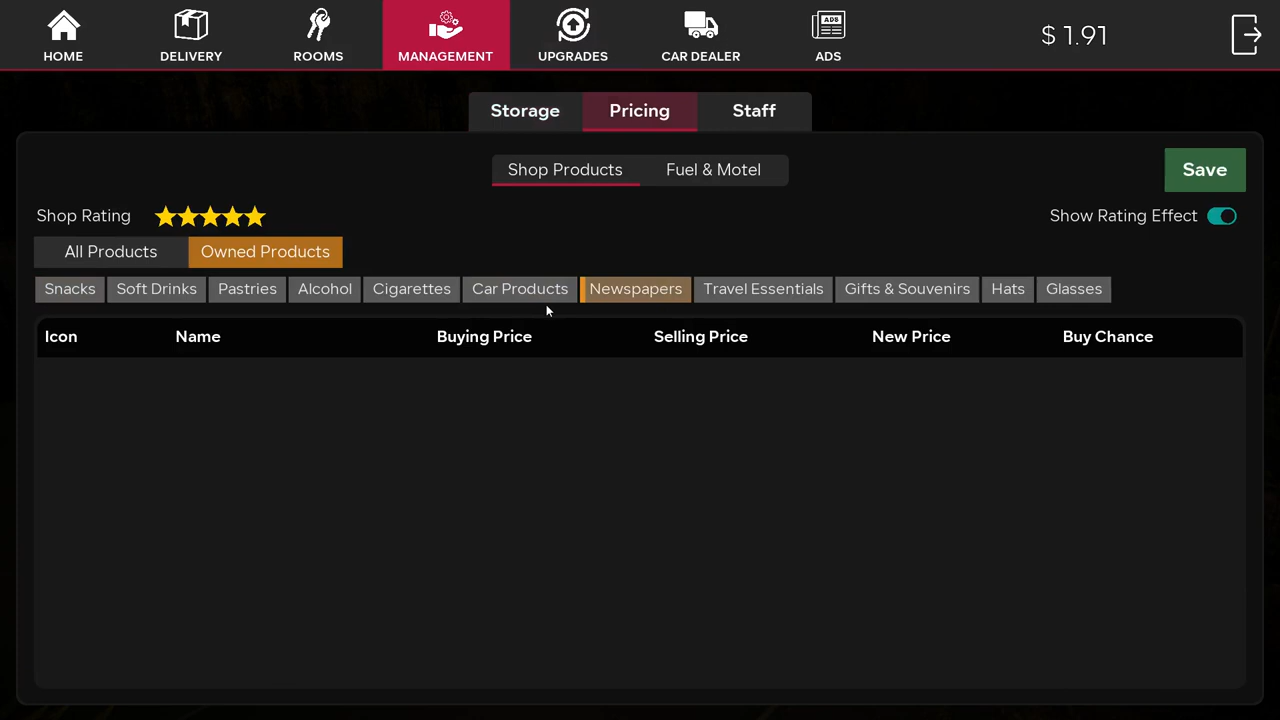 HOME DELIVERY ROOMS MANAGEMENT UPGRADES CAR DEALER ADS ADS $ 1.91
Storage Pricing Staff
Shop Products Fuel & Motel Save
Shop Rating Show Rating Effect
All Products Owned Products
Snacks Soft Drinks Pastries Alcohol Cigarettes Car Products Newspapers Travel Essentials Gifts & Souvenirs Hats Glasses
Icon Name Buying Price Selling Price New Price Buy Chance